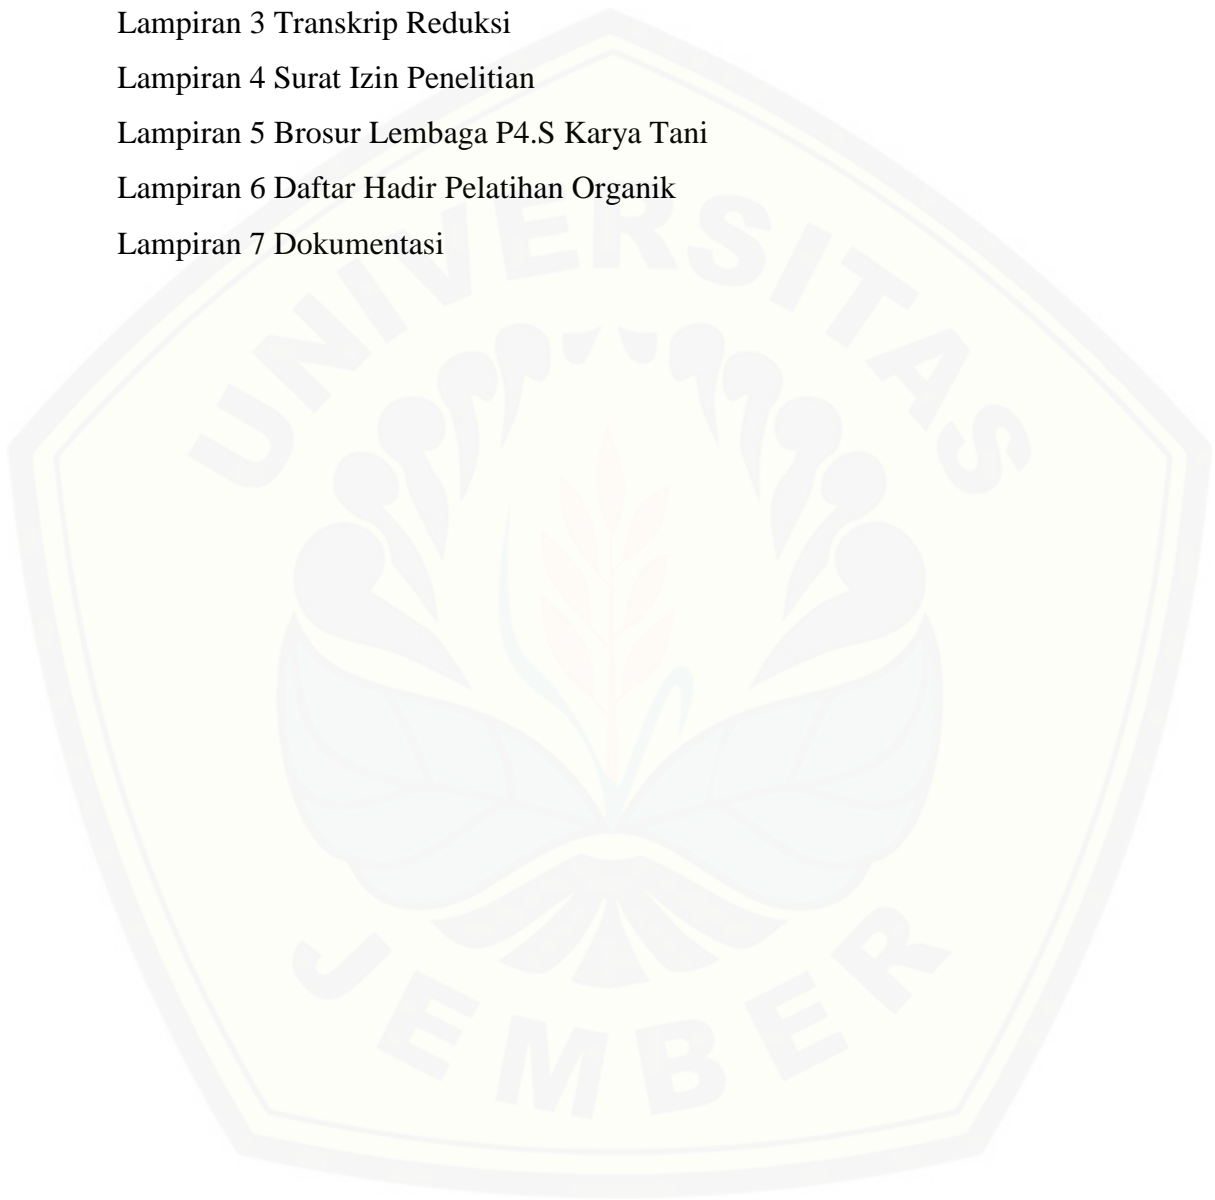 Lampiran 3 Transkrip Reduksi
Lampiran 4 Surat Izin Penelitian
Lampiran 5 Brosur Lembaga P4.S Karya Tani
Lampiran 6 Daftar Hadir Pelatihan Organik
Lampiran 7 Dokumentasi
UNIVERSITAS
JEMBER